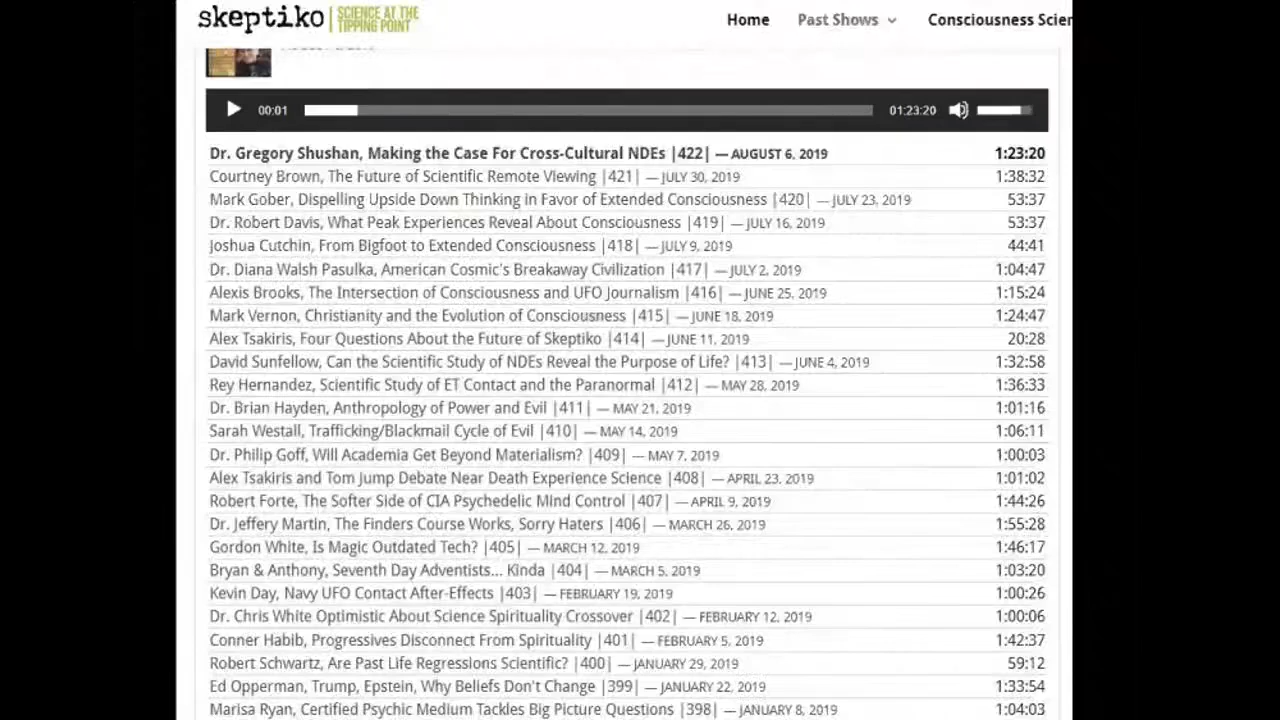 skeptiko | SCIENCE AT THE TIPPING POINT
Home Past Shows Consciousness Scien
00:01 01:23:20
Dr. Gregory Shushan, Making the Case For Cross-Cultural NDEs |422| — AUGUST 6, 2019 1:23:20
Courtney Brown, The Future of Scientific Remote Viewing |421| — JULY 30, 2019 1:38:32
Mark Gober, Dispelling Upside Down Thinking in Favor of Extended Consciousness |420| — JULY 23, 2019 53:37
Dr. Robert Davis, What Peak Experiences Reveal About Consciousness |419| — JULY 16, 2019 53:37
Joshua Cutchin, From Bigfoot to Extended Consciousness |418| — JULY 9, 2019 44:41
Dr. Diana Walsh Pasulka, American Cosmic's Breakaway Civilization |417| — JULY 2, 2019 1:04:47
Alexis Brooks, The Intersection of Consciousness and UFO Journalism |416| — JUNE 25, 2019 1:15:24
Mark Vernon, Christianity and the Evolution of Consciousness |415| — JUNE 18, 2019 1:24:47
Alex Tsakiris, Four Questions About the Future of Skeptiko |414| — JUNE 11, 2019 20:28
David Sunfellow, Can the Scientific Study of NDEs Reveal the Purpose of Life? |413| — JUNE 4, 2019 1:32:58
Rey Hernandez, Scientific Study of ET Contact and the Paranormal |412| — MAY 28, 2019 1:36:33
Dr. Brian Hayden, Anthropology of Power and Evil |411| — MAY 21, 2019 1:01:16
Sarah Westall, Trafficking/Blackmail Cycle of Evil |410| — MAY 14, 2019 1:06:11
Dr. Philip Goff, Will Academia Get Beyond Materialism? |409| — MAY 7, 2019 1:00:03
Alex Tsakiris and Tom Jump Debate Near Death Experience Science |408| — APRIL 23, 2019 1:01:02
Robert Forte, The Softer Side of CIA Psychedelic Mind Control |407| — APRIL 9, 2019 1:44:26
Dr. Jeffery Martin, The Finders Course Works, Sorry Haters |406| — MARCH 26, 2019 1:55:28
Gordon White, Is Magic Outdated Tech? |405| — MARCH 12, 2019 1:46:17
Bryan & Anthony, Seventh Day Adventists... Kinda |404| — MARCH 5, 2019 1:03:20
Kevin Day, Navy UFO Contact After-Effects |403| — FEBRUARY 19, 2019 1:00:26
Dr. Chris White Optimistic About Science Spirituality Crossover |402| — FEBRUARY 12, 2019 1:00:06
Conner Habib, Progressives Disconnect From Spirituality |401| — FEBRUARY 5, 2019 1:42:37
Robert Schwartz, Are Past Life Regressions Scientific? |400| — JANUARY 29, 2019 59:12
Ed Opperman, Trump, Epstein, Why Beliefs Don't Change |399| — JANUARY 22, 2019 1:33:54
Marisa Ryan, Certified Psychic Medium Tackles Big Picture Questions |398| — JANUARY 8, 2019 1:04:03